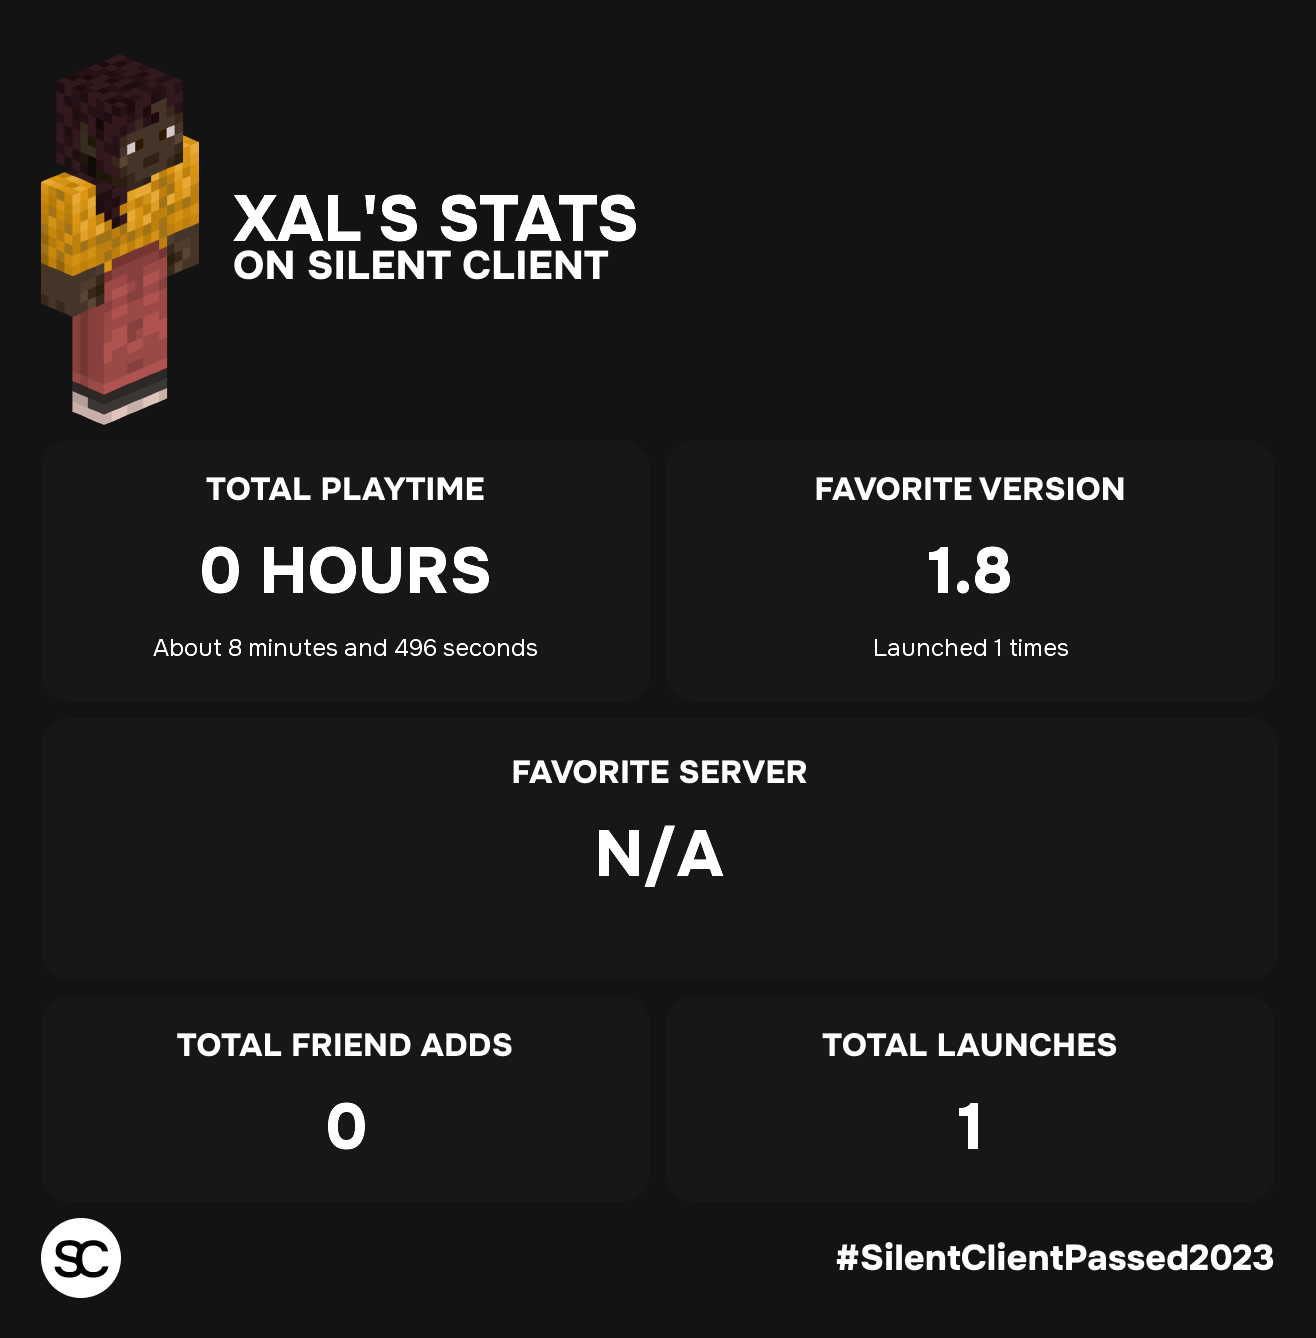 XAL'S STATS
ON SILENT CLIENT
TOTAL PLAYTIME
0 HOURS
About 8 minutes and 496 seconds
FAVORITE VERSION
1.8
Launched 1 times
FAVORITE SERVER
N/A
TOTAL FRIEND ADDS
0
TOTAL LAUNCHES
1
SC
#SilentClientPassed2023